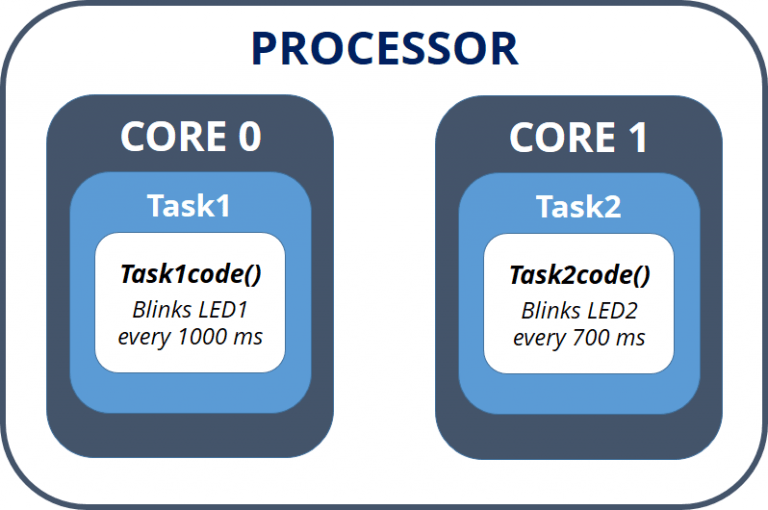 PROCESSOR
CORE 0
Task1
Task1code()
Blinks LED1
every 1000 ms
CORE 1
Task2
Task2code()
Blinks LED2
every 700 ms